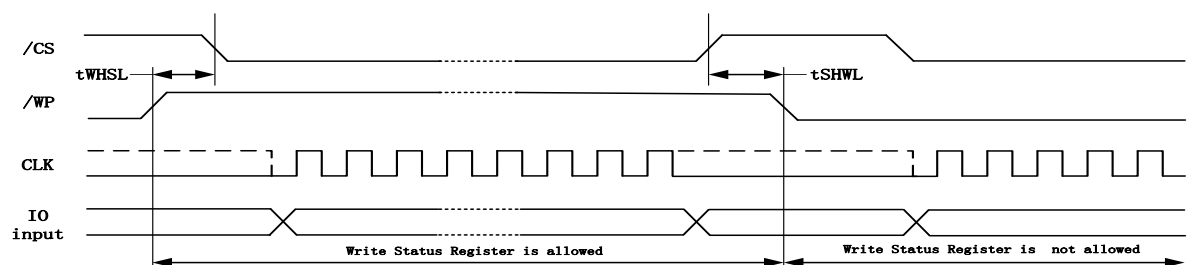 /CS
tWHSL
tSHWL
/WP
CLK
IO
input
Write Status Register is allowed
Write Status Register is not allowed